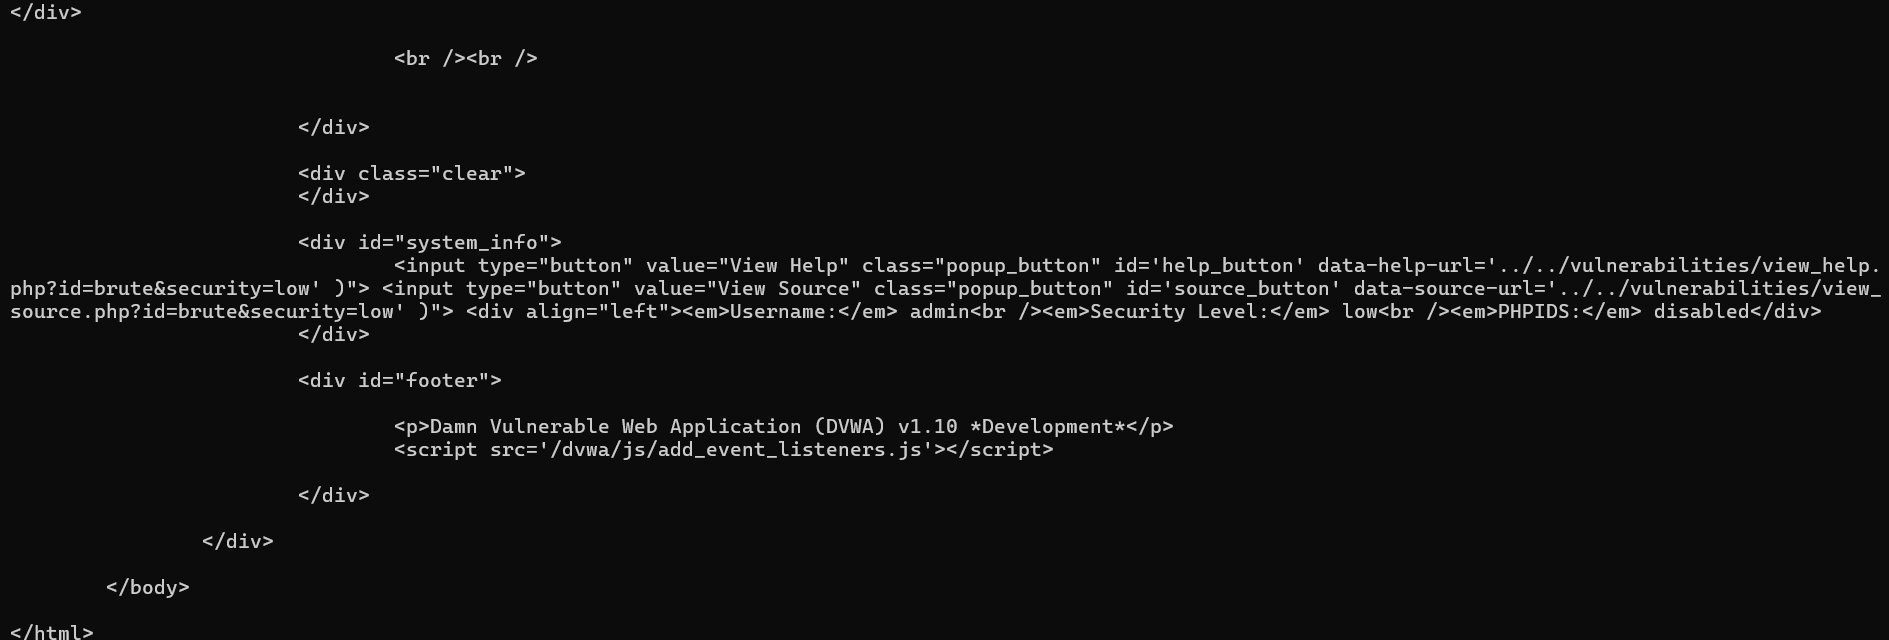 </div>
<br /><br />
</div>
<div class="clear">
</div>
<div id="system_info">
<input type="button" value="View Help" class="popup_button" id='help_button' data-help-url='../../vulnerabilities/view_help.
php?id=brute&security=low' )"> <input type="button" value="View Source" class="popup_button" id='source_button' data-source-url='../../vulnerabilities/view_
source.php?id=brute&security=low' )"> <div align="left"><em>Username:</em> admin<br /><em>Security Level:</em> low<br /><em>PHPIDS:</em> disabled</div>
</div>
<div id="footer">
<p>Damn Vulnerable Web Application (DVWA) v1.10 *Development*</p>
<script src='/dvwa/js/add_event_listeners.js'></script>
</div>
</div>
</body>
</html>